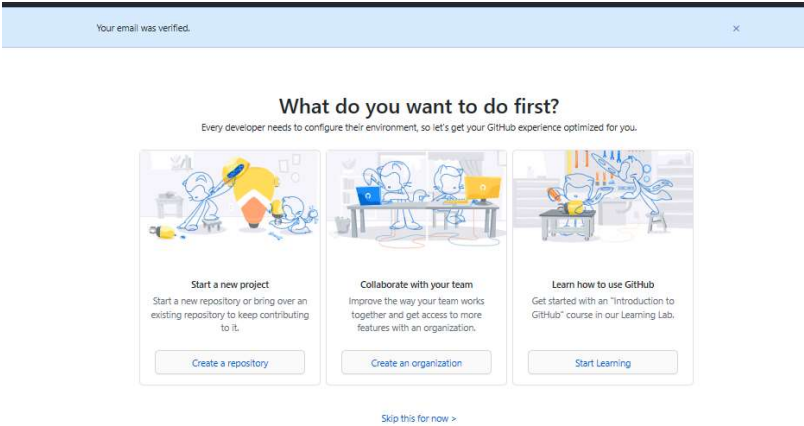 Your email was verified.
What do you want to do first?
Every developer needs to configure their environment, so let's get your GitHub experience optimized for you.
Start a new project
Start a new repository or bring over an
existing repository to keep contributing
to it.
Create a repository
Collaborate with your team
Improve the way your team works
together and get access to more
features with an organization.
Create an organization
Learn how to use GitHub
Get started with an "Introduction to
GitHub" course in our Learning Lab.
Start Learning
Skip this for now >